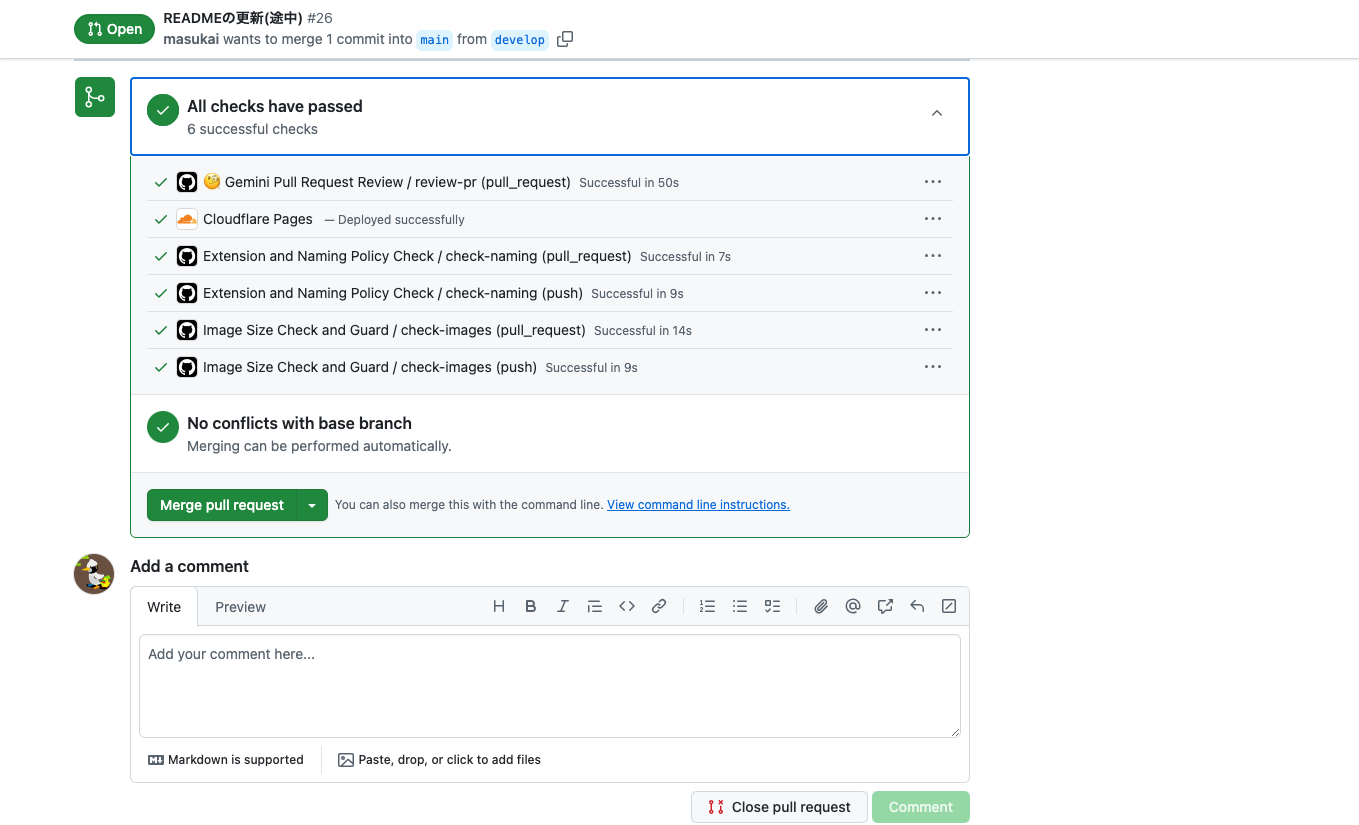 Open
READMEの更新(途中) #26
masukai wants to merge 1 commit into main from develop
All checks have passed
6 successful checks
Gemini Pull Request Review / review-pr (pull_request) Successful in 50s
Cloudflare Pages — Deployed successfully
Extension and Naming Policy Check / check-naming (pull_request) Successful in 7s
Extension and Naming Policy Check / check-naming (push) Successful in 9s
Image Size Check and Guard / check-images (pull_request) Successful in 14s
Image Size Check and Guard / check-images (push) Successful in 9s
No conflicts with base branch
Merging can be performed automatically.
Merge pull request You can also merge this with the command line. View command line instructions.
Add a comment
Write Preview
Add your comment here...
Markdown is supported Paste, drop, or click to add files
Close pull request Comment